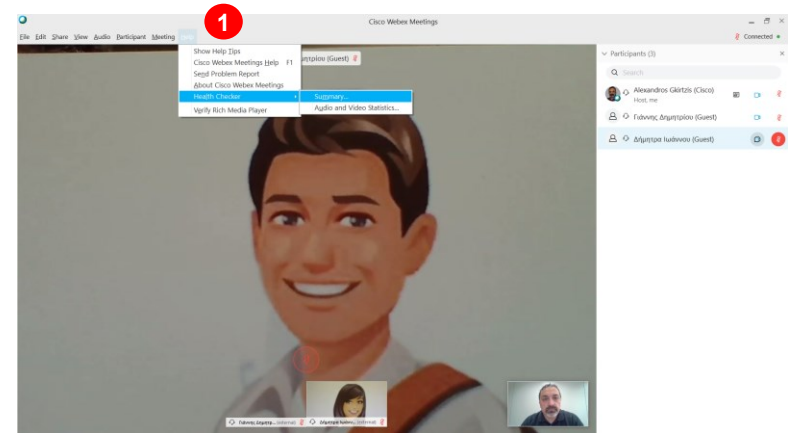 1
Cisco Webex Meetings
File Edit Share View Audio Participant Meeting Help
Connected
Show Help Tips
Cisco Webex Meetings Help F1
Send Problem Report
About Cisco Webex Meetings
Health Checker
Verify Rich Media Player
Summary...
Audio and Video Statistics...
(Guest)
Participants (3)
Search
Alexandros Gkirtzis (Cisco)
Host, me
Γιάννης Δημητρίου (Guest)
Δήμητρα Ιωάννου (Guest)